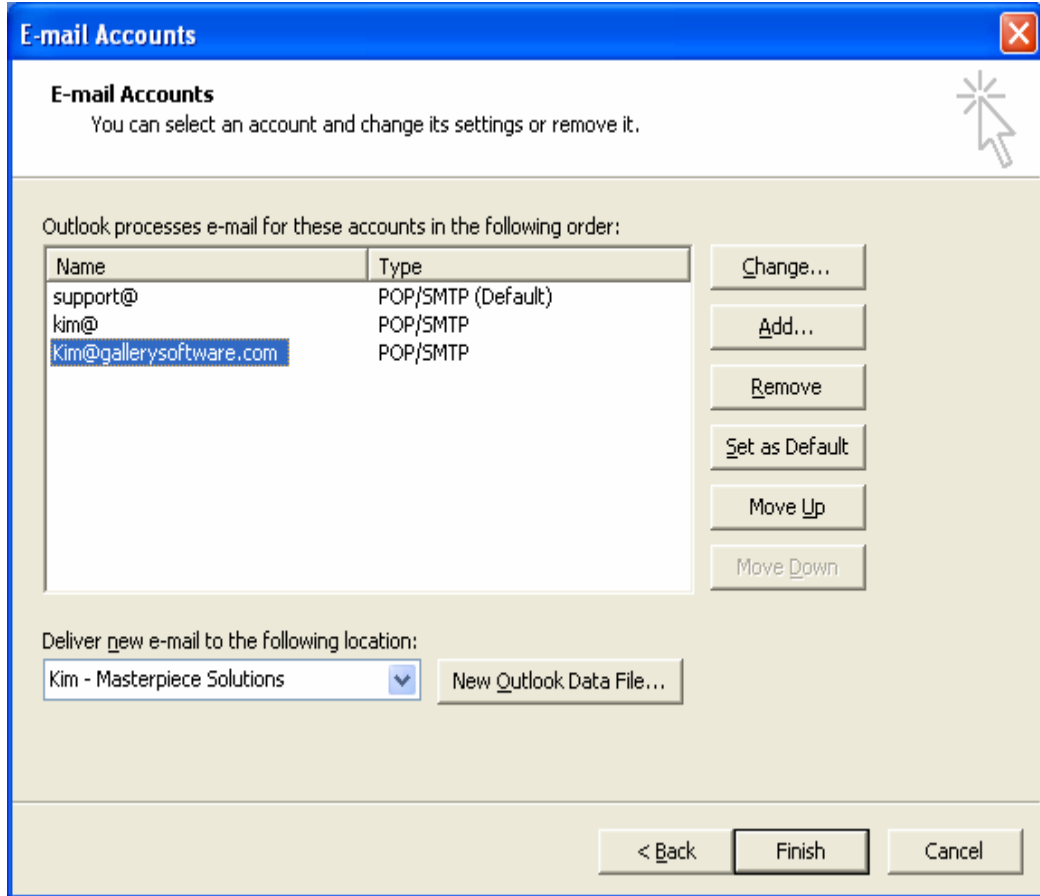 E-mail Accounts
E-mail Accounts
You can select an account and change its settings or remove it.
Outlook processes e-mail for these accounts in the following order:
Name Type
support@ POP/SMTP (Default)
kim@ POP/SMTP
Kim@gallerysoftware.com POP/SMTP
Change...
Add...
Remove
Set as Default
Move Up
Move Down
Deliver new e-mail to the following location:
Kim - Masterpiece Solutions New Outlook Data File...
< Back Finish Cancel